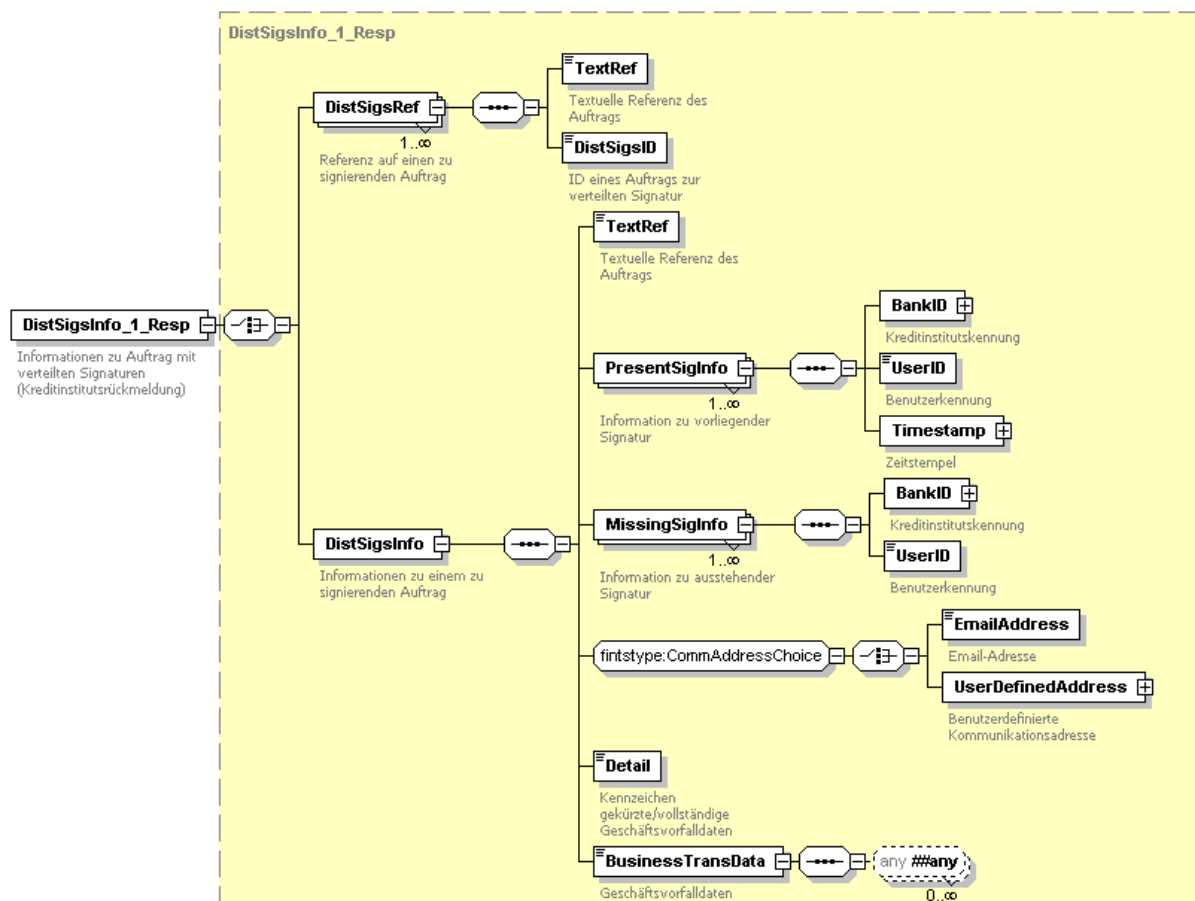 DistSigsInfo_1_Resp
TextRef
Textuelle Referenz des
Auftrags
DistSigsRef
1..∞
Referenz auf einen zu
signierenden Auftrag
DistSigsID
ID eines Auftrags zur
verteilten Signatur
TextRef
Textuelle Referenz des
Auftrags
DistSigsInfo_1_Resp
Informationen zu Auftrag mit
verteilten Signaturen
(Kreditinstitutsrückmeldung)
BankID
Kreditinstitutskennung
PresentSigInfo
1..∞
Information zu vorliegender
Signatur
UserID
Benutzerkennung
Timestamp
Zeitstempel
BankID
Kreditinstitutskennung
MissingSigInfo
1..∞
Information zu ausstehender
Signatur
UserID
Benutzerkennung
DistSigsInfo
Informationen zu einem zu
signierenden Auftrag
EmailAddress
Email-Adresse
fintstype:CommAddressChoice
UserDefinedAddress
Benutzerdefinierte
Kommunikationsadresse
Detail
Kennzeichen
gekürzte/vollständige
Geschäftsvorfalldaten
BusinessTransData
Geschäftsvorfalldaten
any ##any
0..∞